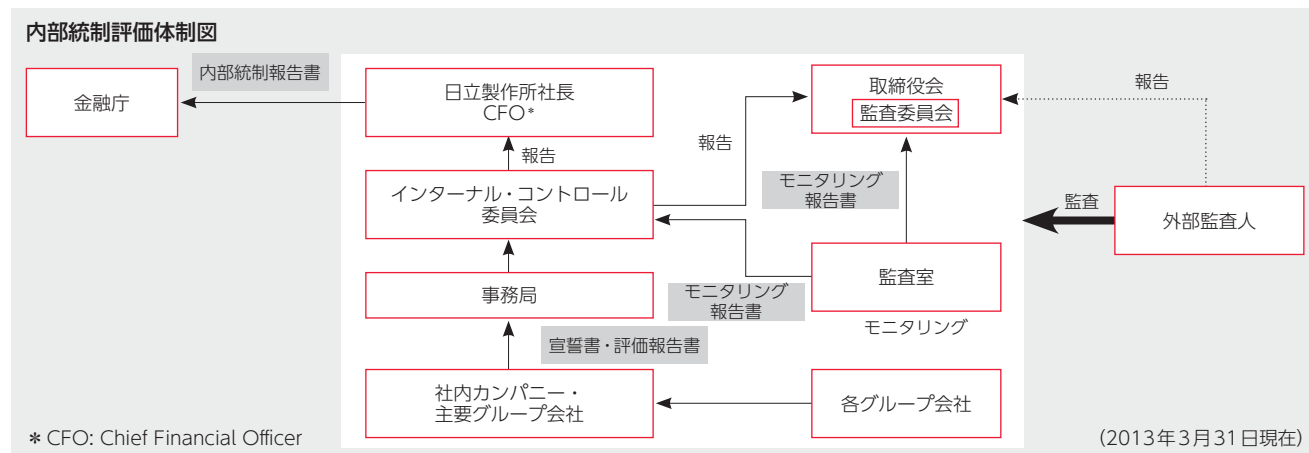 内部統制評価体制図
内部統制報告書
金融庁
日立製作所社長
CFO*
取締役会
監査委員会
報告
報告
報告
インターナル・コントロール
委員会
モニタリング
報告書
監査
外部監査人
監査室
事務局
モニタリング
報告書
モニタリング
宣誓書・評価報告書
社内カンパニー・
主要グループ会社
各グループ会社
* CFO: Chief Financial Officer
(2013年3月31日現在)